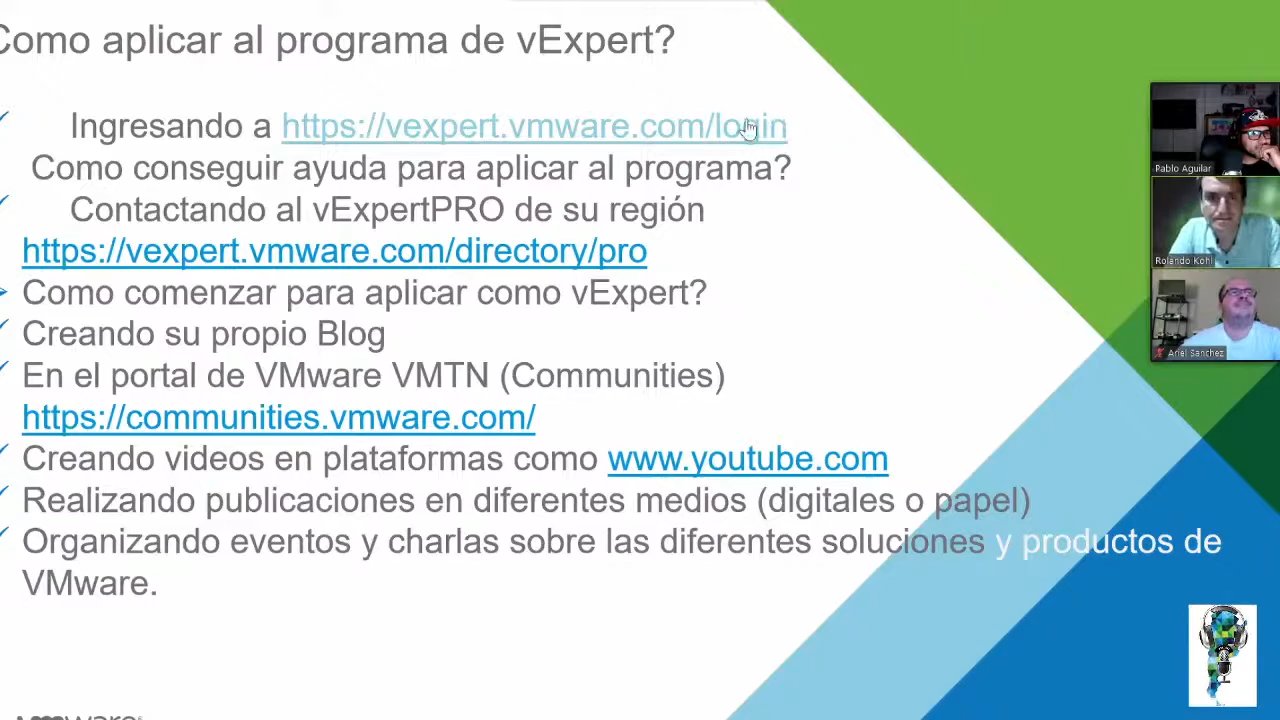 Como aplicar al programa de vExpert?
Ingresando a https://vexpert.vmware.com/login
Como conseguir ayuda para aplicar al programa?
Contactando al vExpertPRO de su región
https://vexpert.vmware.com/directory/pro
Como comenzar para aplicar como vExpert?
Creando su propio Blog
En el portal de VMware VMTN (Communities)
https://communities.vmware.com/
Creando videos en plataformas como www.youtube.com
Realizando publicaciones en diferentes medios (digitales o papel)
Organizando eventos y charlas sobre las diferentes soluciones y productos de
VMware.
Pablo Aguilar
Rolando Kohl
Ariel Sanchez
vmware